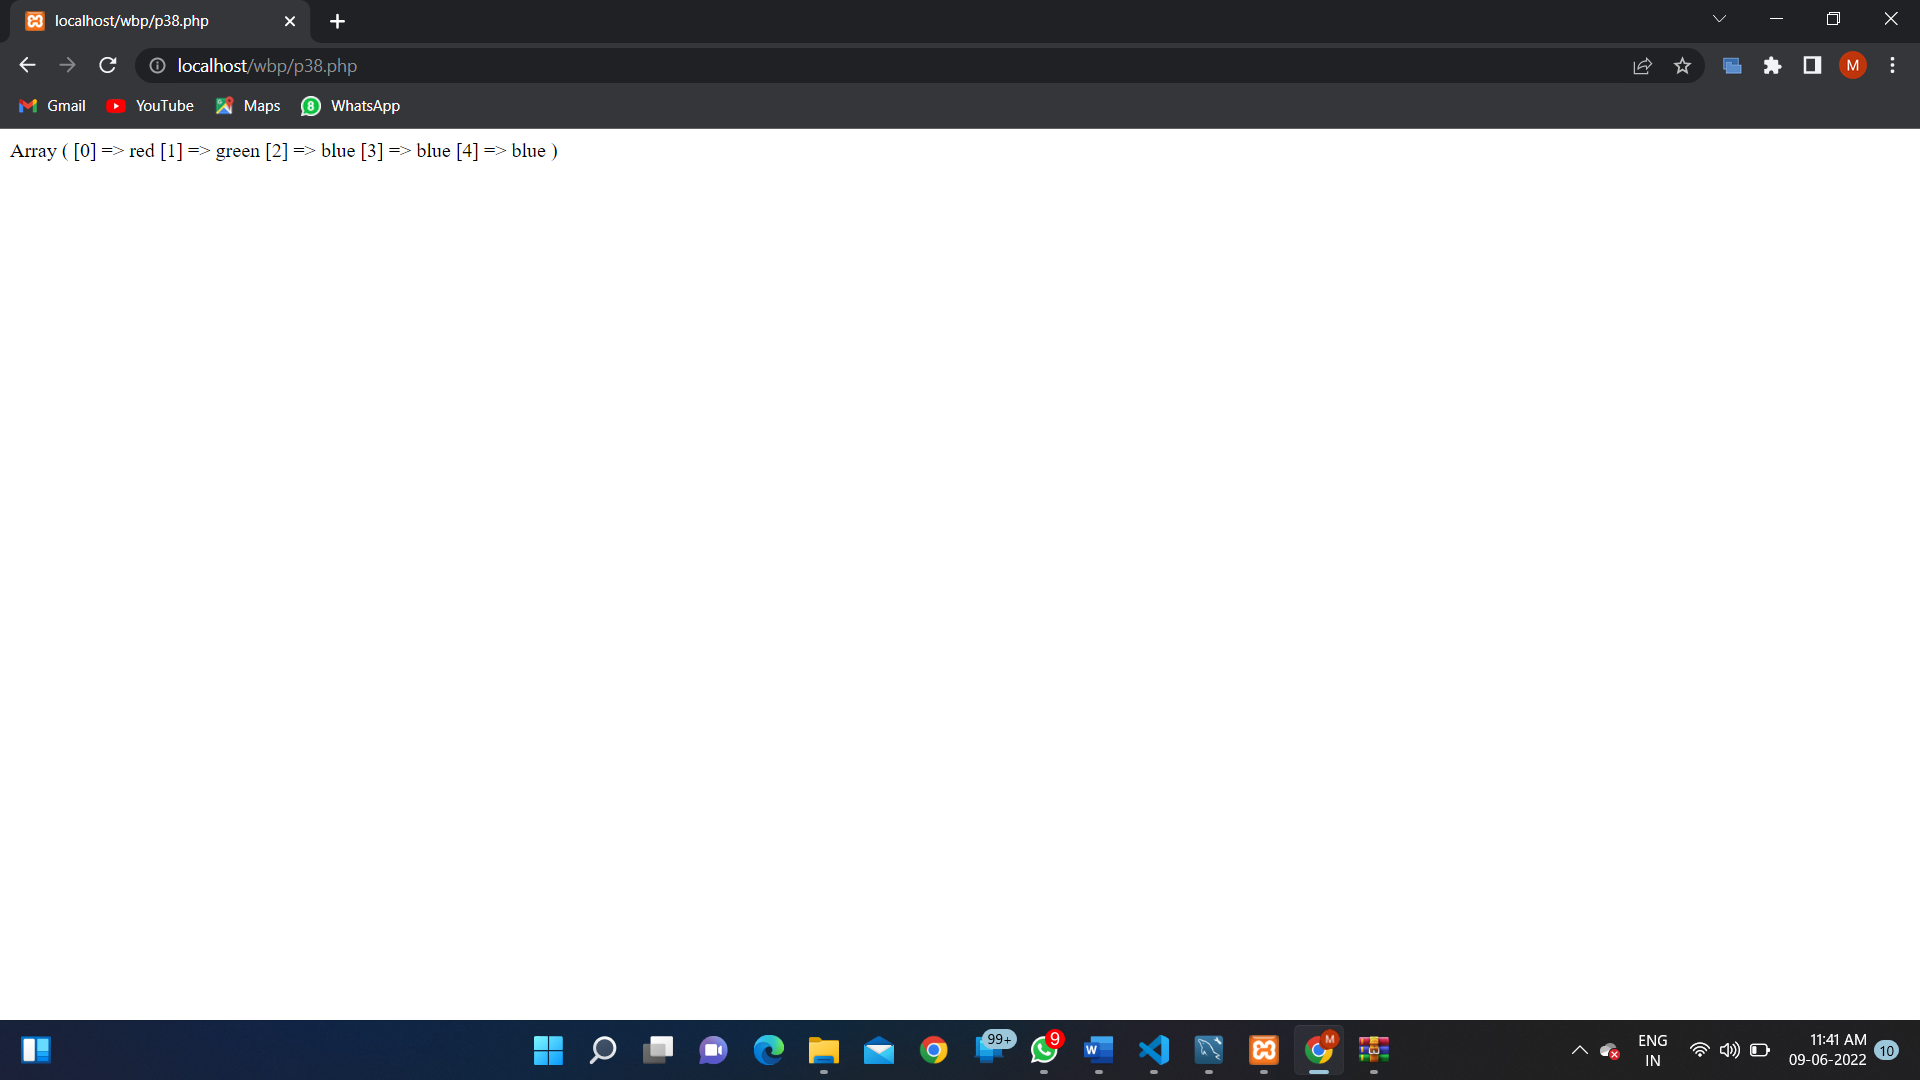 localhost/wbp/p38.php
localhost/wbp/p38.php
M
Gmail
YouTube
Maps
8
WhatsApp
Array ( [0] => red [1] => green [2] => blue [3] => blue [4] => blue )
99+
9
W
M
ENG
IN
11:41 AM
09-06-2022
10